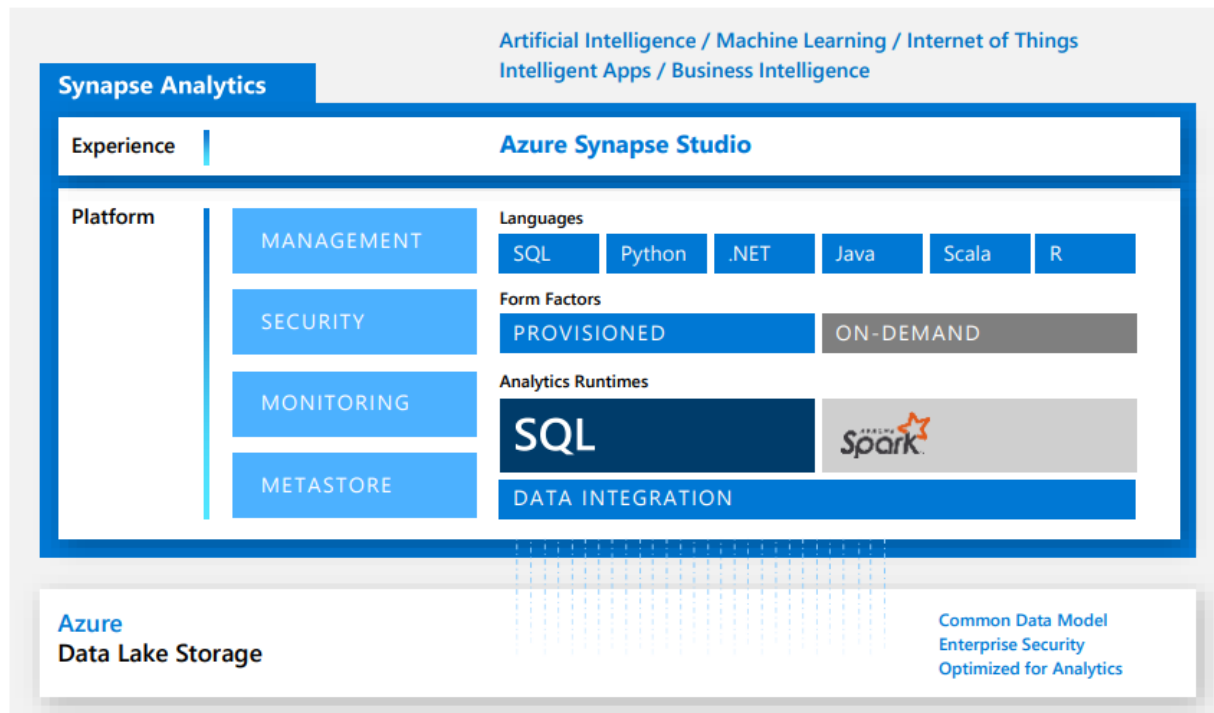 Artificial Intelligence / Machine Learning / Internet of Things
Intelligent Apps / Business Intelligence
Synapse Analytics
Experience
Azure Synapse Studio
Platform
MANAGEMENT
SECURITY
MONITORING
METASTORE
Languages
SQL
Python
.NET
Java
Scala
R
Form Factors
PROVISIONED
ON-DEMAND
Analytics Runtimes
SQL
APACHE
Spark
DATA INTEGRATION
Azure
Data Lake Storage
Common Data Model
Enterprise Security
Optimized for Analytics